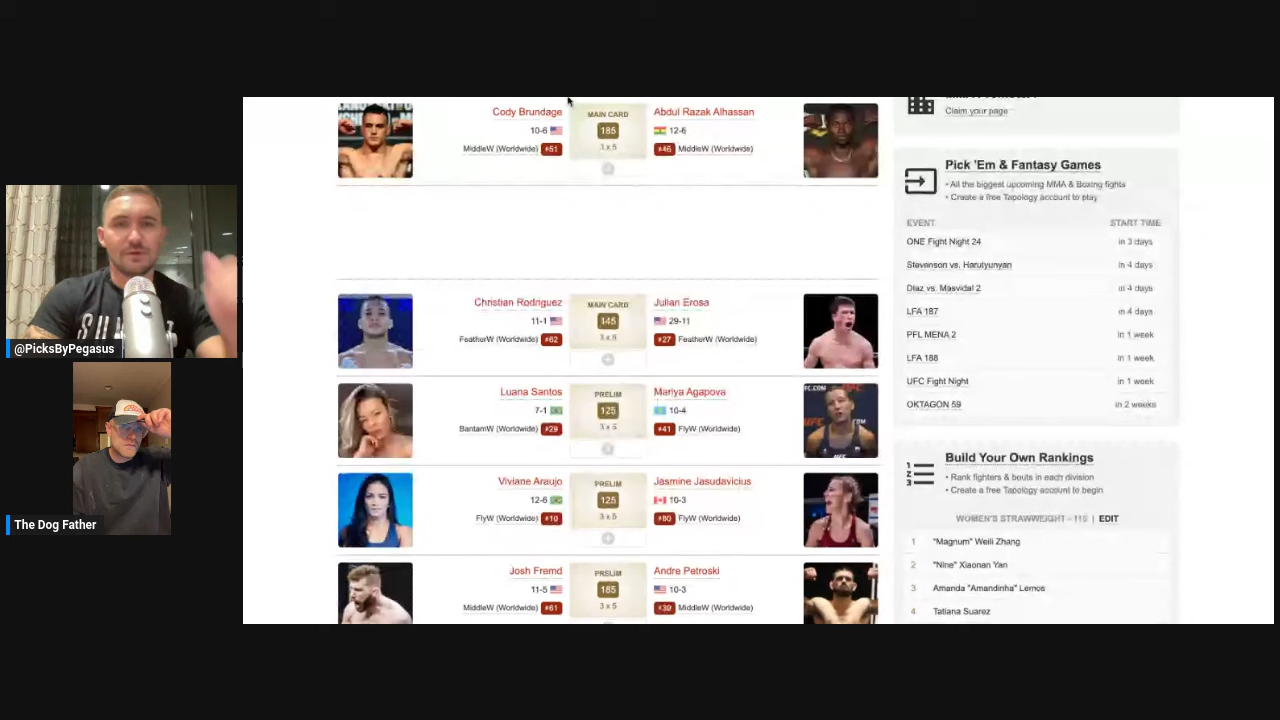 @PicksByPegasus
The Dog Father
Cody Brundage
10-6
MiddleW (Worldwide) #51
MAIN CARD
185
3 x 5
Abdul Razak Alhassan
12-6
#46 MiddleW (Worldwide)
Christian Rodriguez
11-1
FeatherW (Worldwide) #62
MAIN CARD
145
3 x 5
Julian Erosa
29-11
#27 FeatherW (Worldwide)
Luana Santos
7-1
BantamW (Worldwide) #29
PRELIM
125
3 x 5
Mariya Agapova
10-4
#41 FlyW (Worldwide)
Viviane Araujo
12-6
FlyW (Worldwide) #10
PRELIM
125
3 x 5
Jasmine Jasudavicius
10-3
#80 FlyW (Worldwide)
Josh Fremd
11-5
MiddleW (Worldwide) #61
PRELIM
185
3 x 5
Andre Petroski
10-3
#39 MiddleW (Worldwide)
Claim your page
Pick 'Em & Fantasy Games
• All the biggest upcoming MMA & Boxing fights
• Create a free Tapology account to play
EVENT START TIME
ONE Fight Night 24 in 3 days
Stevenson vs. Harutyunyan in 4 days
Diaz vs. Masvidal 2 in 4 days
LFA 187 in 4 days
PFL MENA 2 in 1 week
LFA 188 in 1 week
UFC Fight Night in 1 week
OKTAGON 59 in 2 weeks
Build Your Own Rankings
• Rank fighters & bouts in each division
• Create a free Tapology account to begin
WOMEN'S STRAWWEIGHT - 115 | EDIT
1 "Magnum" Weili Zhang
2 "Nine" Xiaonan Yan
3 Amanda "Amandinha" Lemos
4 Tatiana Suarez